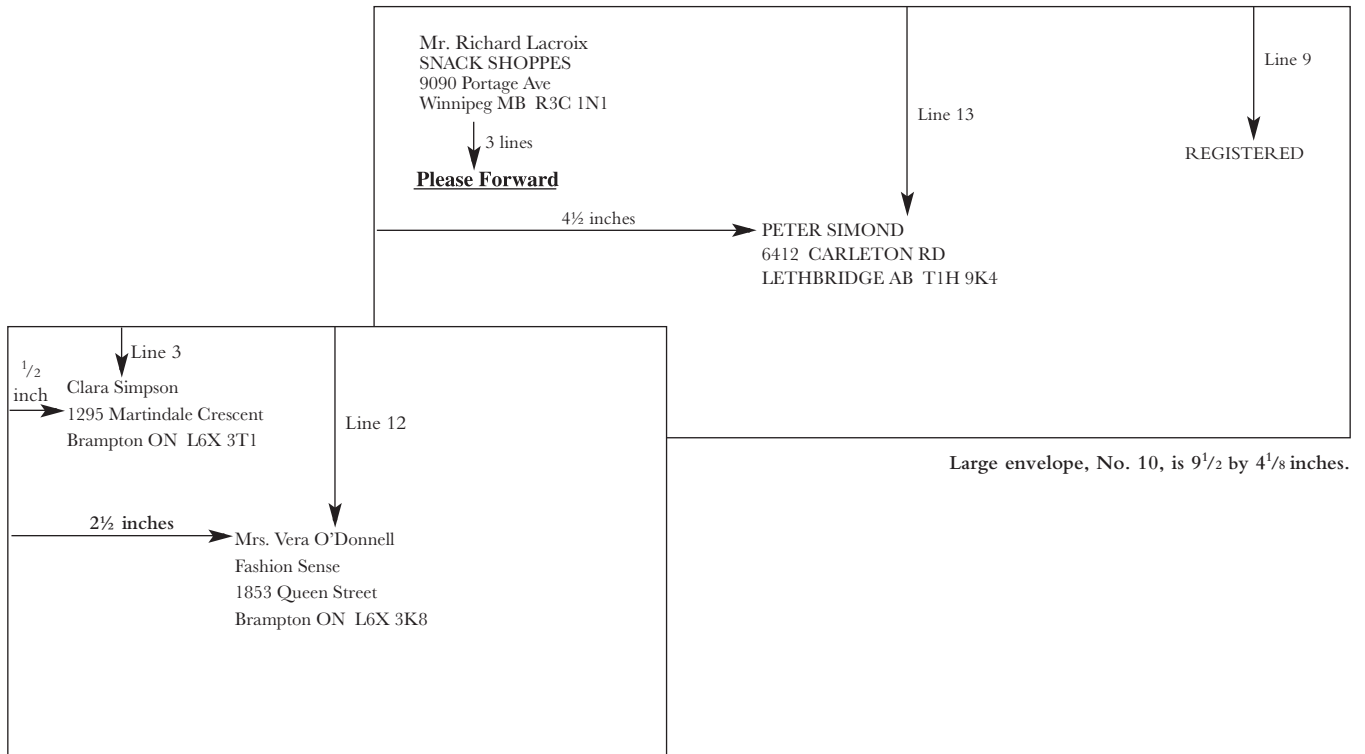 Mr. Richard Lacroix
SNACK SHOPPES
9090 Portage Ave
Winnipeg MB  R3C 1N1
3 lines
Please Forward
Line 13
Line 9
REGISTERED
4½ inches
PETER SIMOND
6412  CARLETON RD
LETHBRIDGE AB  T1H 9K4
Large envelope, No. 10, is 9 1/2 by 4 1/8 inches.
Line 3
1/2
inch
Clara Simpson
1295 Martindale Crescent
Brampton ON  L6X 3T1
Line 12
2½ inches
Mrs. Vera O’Donnell
Fashion Sense
1853 Queen Street
Brampton ON  L6X 3K8